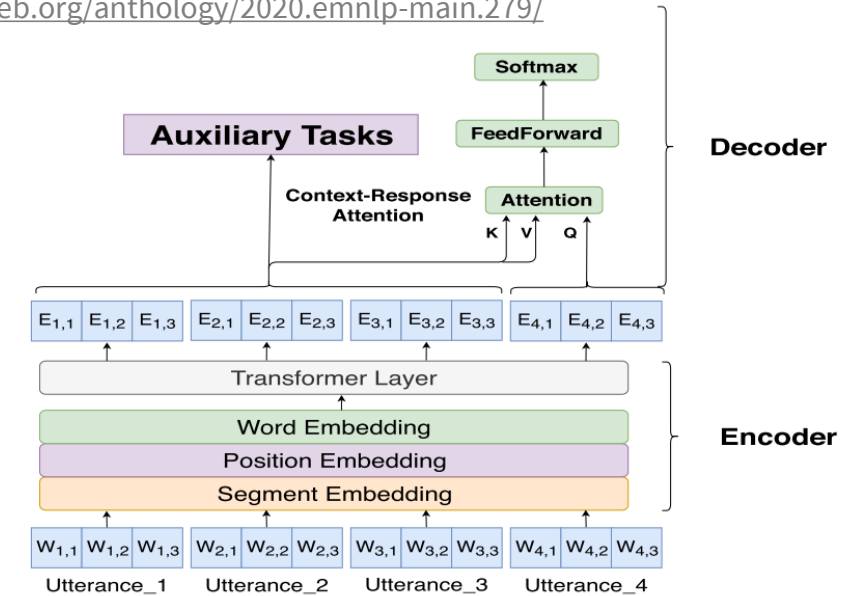 eb.org/anthology/2020.emnlp-main.279/
Softmax
Auxiliary Tasks
FeedForward
Decoder
Context-Response
Attention
Attention
K V Q
E1,1 E1,2 E1,3 E2,1 E2,2 E2,3 E3,1 E3,2 E3,3 E4,1 E4,2 E4,3
Transformer Layer
Word Embedding
Encoder
Position Embedding
Segment Embedding
W1,1 W1,2 W1,3 W2,1 W2,2 W2,3 W3,1 W3,2 W3,3 W4,1 W4,2 W4,3
Utterance_1 Utterance_2 Utterance_3 Utterance_4